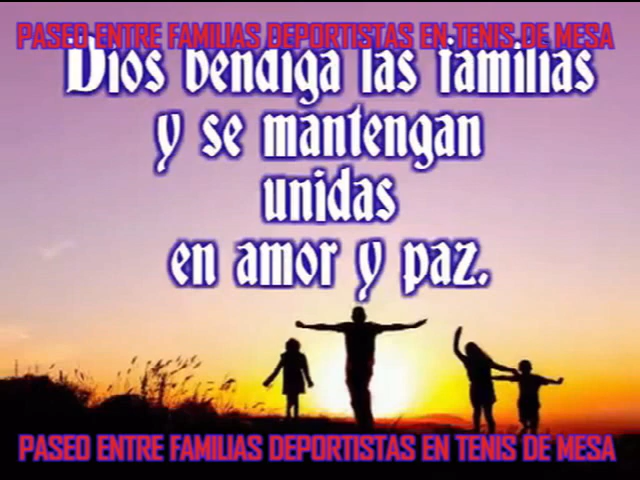 PASEO ENTRE FAMILIAS DEPORTISTAS EN TENIS DE MESA
Dios bendiga las familias
y se mantengan
unidas
en amor y paz.
PASEO ENTRE FAMILIAS DEPORTISTAS EN TENIS DE MESA